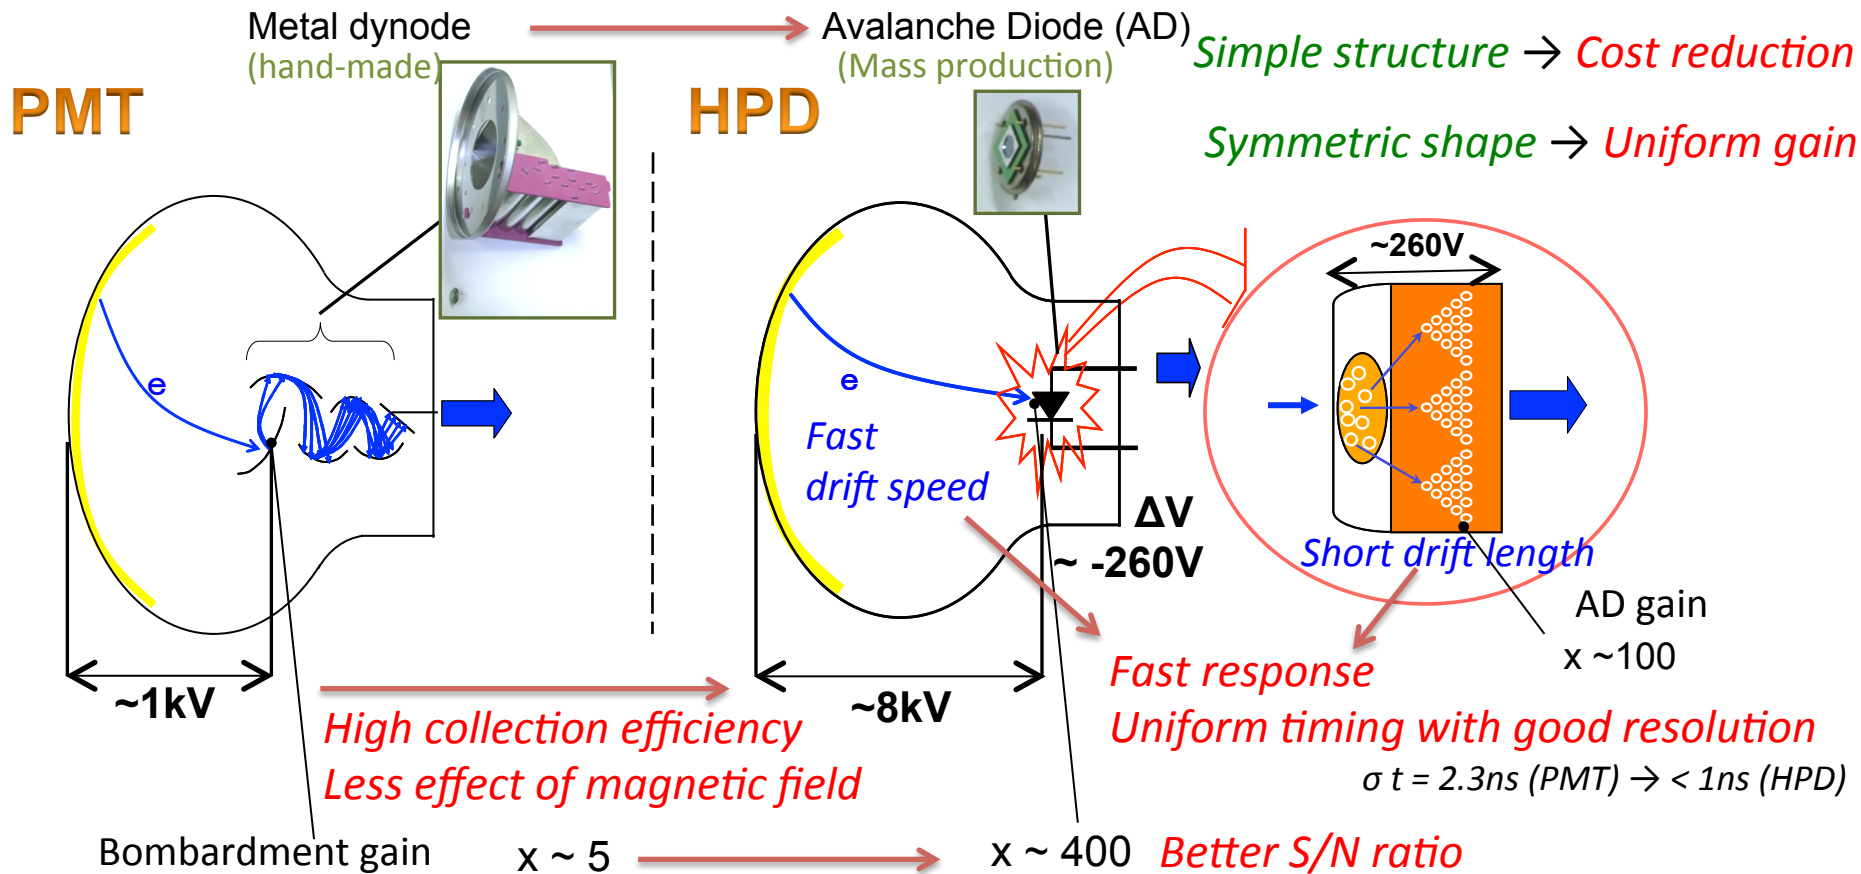 Metal dynode
(hand-made)
Avalanche Diode (AD)
(Mass production)
Simple structure → Cost reduction
Symmetric shape → Uniform gain
PMT
HPD
~260V
e
e
Fast
drift speed
ΔV
~ -260V
Short drift length
AD gain
x ~100
~1kV
~8kV
High collection efficiency
Less effect of magnetic field
Fast response
Uniform timing with good resolution
σ t = 2.3ns (PMT) → < 1ns (HPD)
Bombardment gain
x ~ 5
x ~ 400
Better S/N ratio